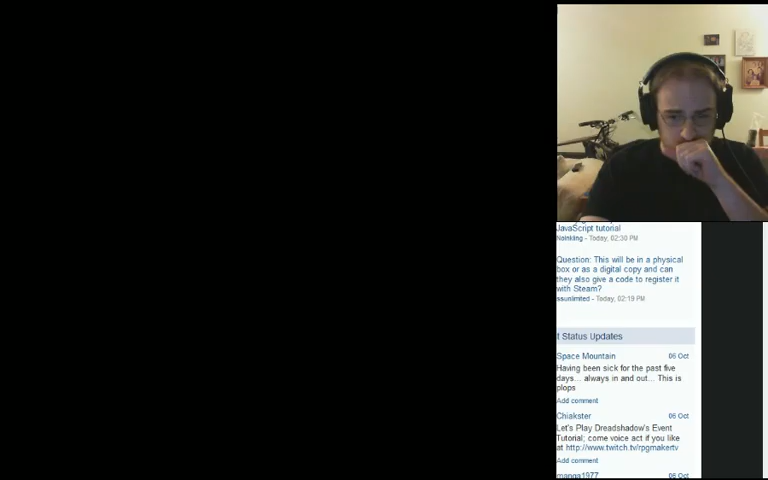 JavaScript tutorial
Nainking - Today, 02:30 PM
Question: This will be in a physical
box or as a digital copy and can
they also give a code to register it
with Steam?
ssunlimited - Today, 02:19 PM
t Status Updates
Space Mountain 06 Oct
Having been sick for the past five
days... always in and out... This is
plops
Add comment
Chiakster 06 Oct
Let's Play Dreadshadow's Event
Tutorial; come voice act if you like
at http://www.twitch.tv/rpgmakertv
Add comment
manga1977 06 Oct